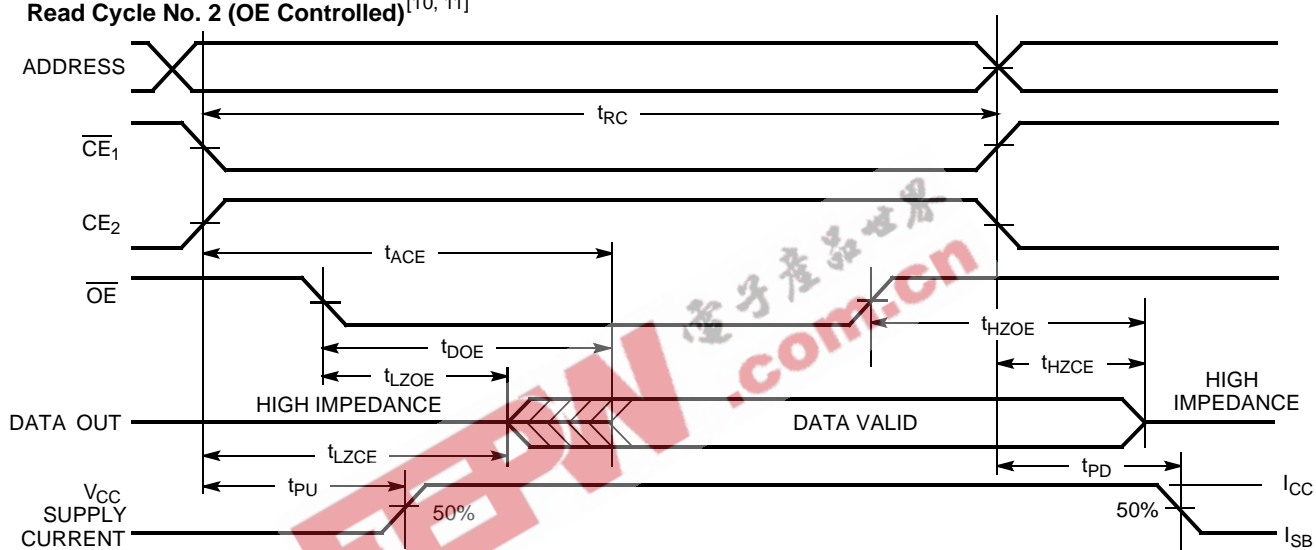 Read Cycle No. 2 (OE Controlled)[10, 11]
ADDRESS
tRC
CE1
CE2
tACE
OE
tHZOE
tDOE
tHZCE
tLZOE
HIGH IMPEDANCE
HIGH
IMPEDANCE
DATA OUT
DATA VALID
tLZCE
tPD
tPU
VCC
SUPPLY
CURRENT
50%
50%
ICC
ISB
電子產品世界
.com.cn
EEPW